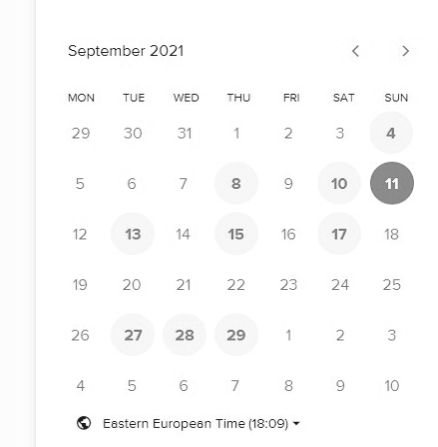 September 2021
MON TUE WED THU FRI SAT SUN
29 30 31 1 2 3 4
5 6 7 8 9 10 11
12 13 14 15 16 17 18
19 20 21 22 23 24 25
26 27 28 29 1 2 3
4 5 6 7 8 9 10
Eastern European Time (18:09)